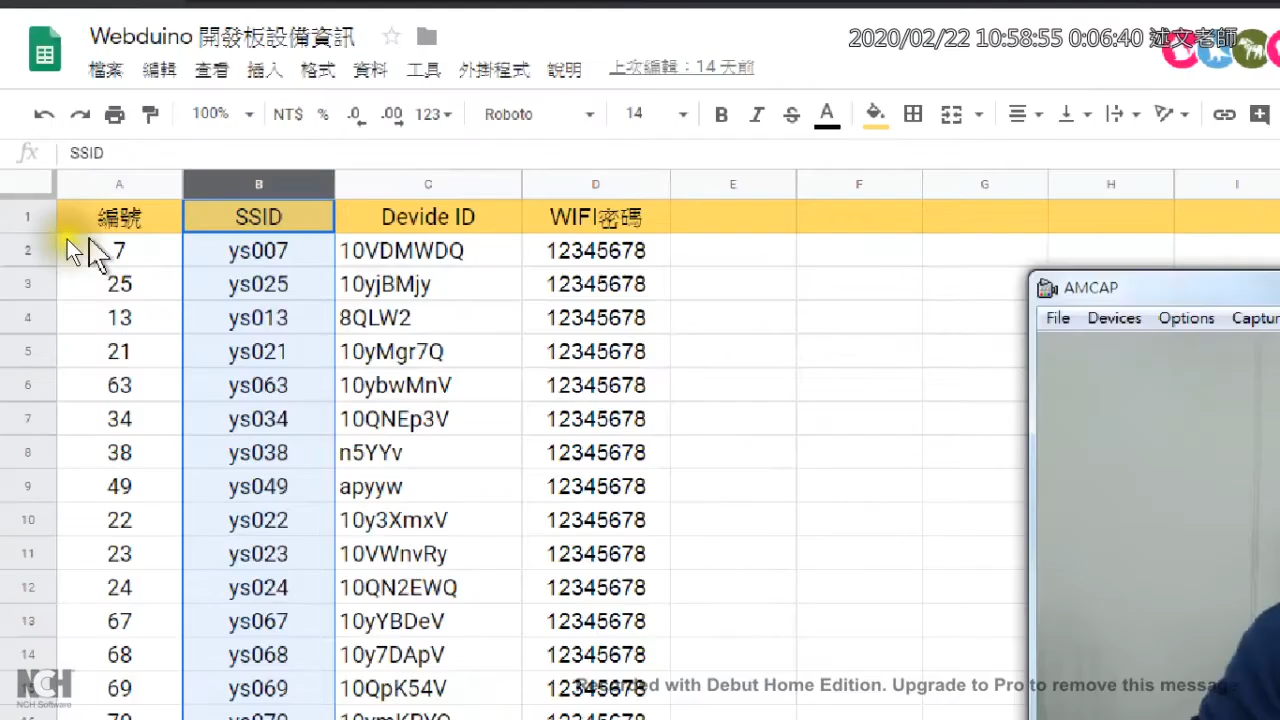 Webduino 開發板設備資訊
2020/02/22 10:58:55 0:06:40 述文老師
檔案 編輯 查看 插入 格式 資料 工具 外掛程式 說明 上次編輯：14 天前
100% NT$ % .0 .00 123 Roboto 14 B I S A
fx SSID
A B C D E F G H I
1 編號 SSID Devide ID WIFI密碼
2 7 ys007 10VDMWDQ 12345678
3 25 ys025 10yjBMjy 12345678
4 13 ys013 8QLW2 12345678
5 21 ys021 10yMgr7Q 12345678
6 63 ys063 10ybwMnV 12345678
7 34 ys034 10QNEp3V 12345678
8 38 ys038 n5YYv 12345678
9 49 ys049 apyyw 12345678
10 22 ys022 10y3XmxV 12345678
11 23 ys023 10VWnvRy 12345678
12 24 ys024 10QN2EWQ 12345678
13 67 ys067 10yYBDeV 12345678
14 68 ys068 10y7DApV 12345678
69 ys069 10QpK54V 12345678
AMCAP
File Devices Options Captur
NCH
NCH Software
Recorded with Debut Home Edition. Upgrade to Pro to remove this message